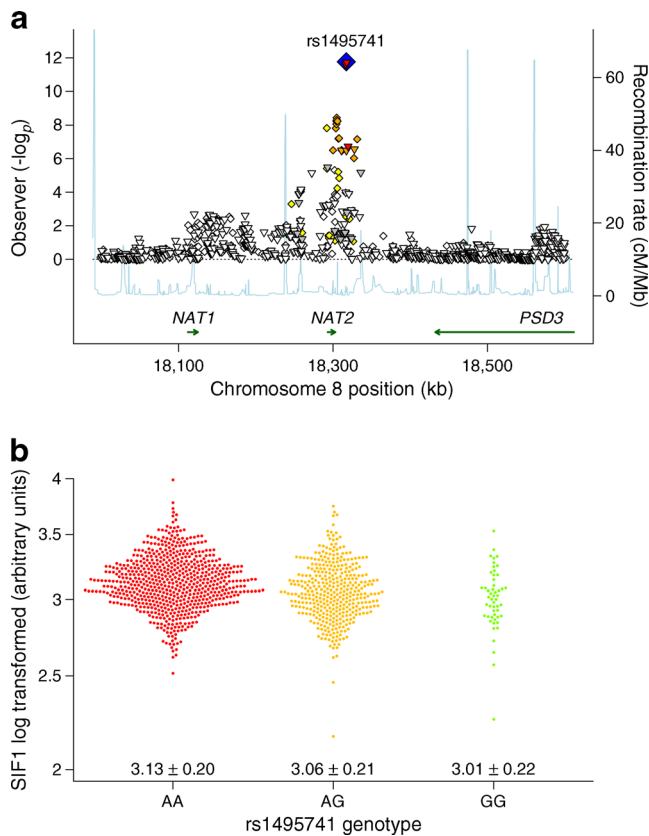 a
rs1495741
12
10
8
6
4
2
0
Observer (-logp)
60
40
20
0
Recombination rate (cM/Mb)
NAT1 NAT2 PSD3
18,100 18,300 18,500
Chromosome 8 position (kb)
b
4
3.5
3
2.5
2
SIF1 log transformed (arbitrary units)
3.13 ± 0.20 3.06 ± 0.21 3.01 ± 0.22
AA AG GG
rs1495741 genotype